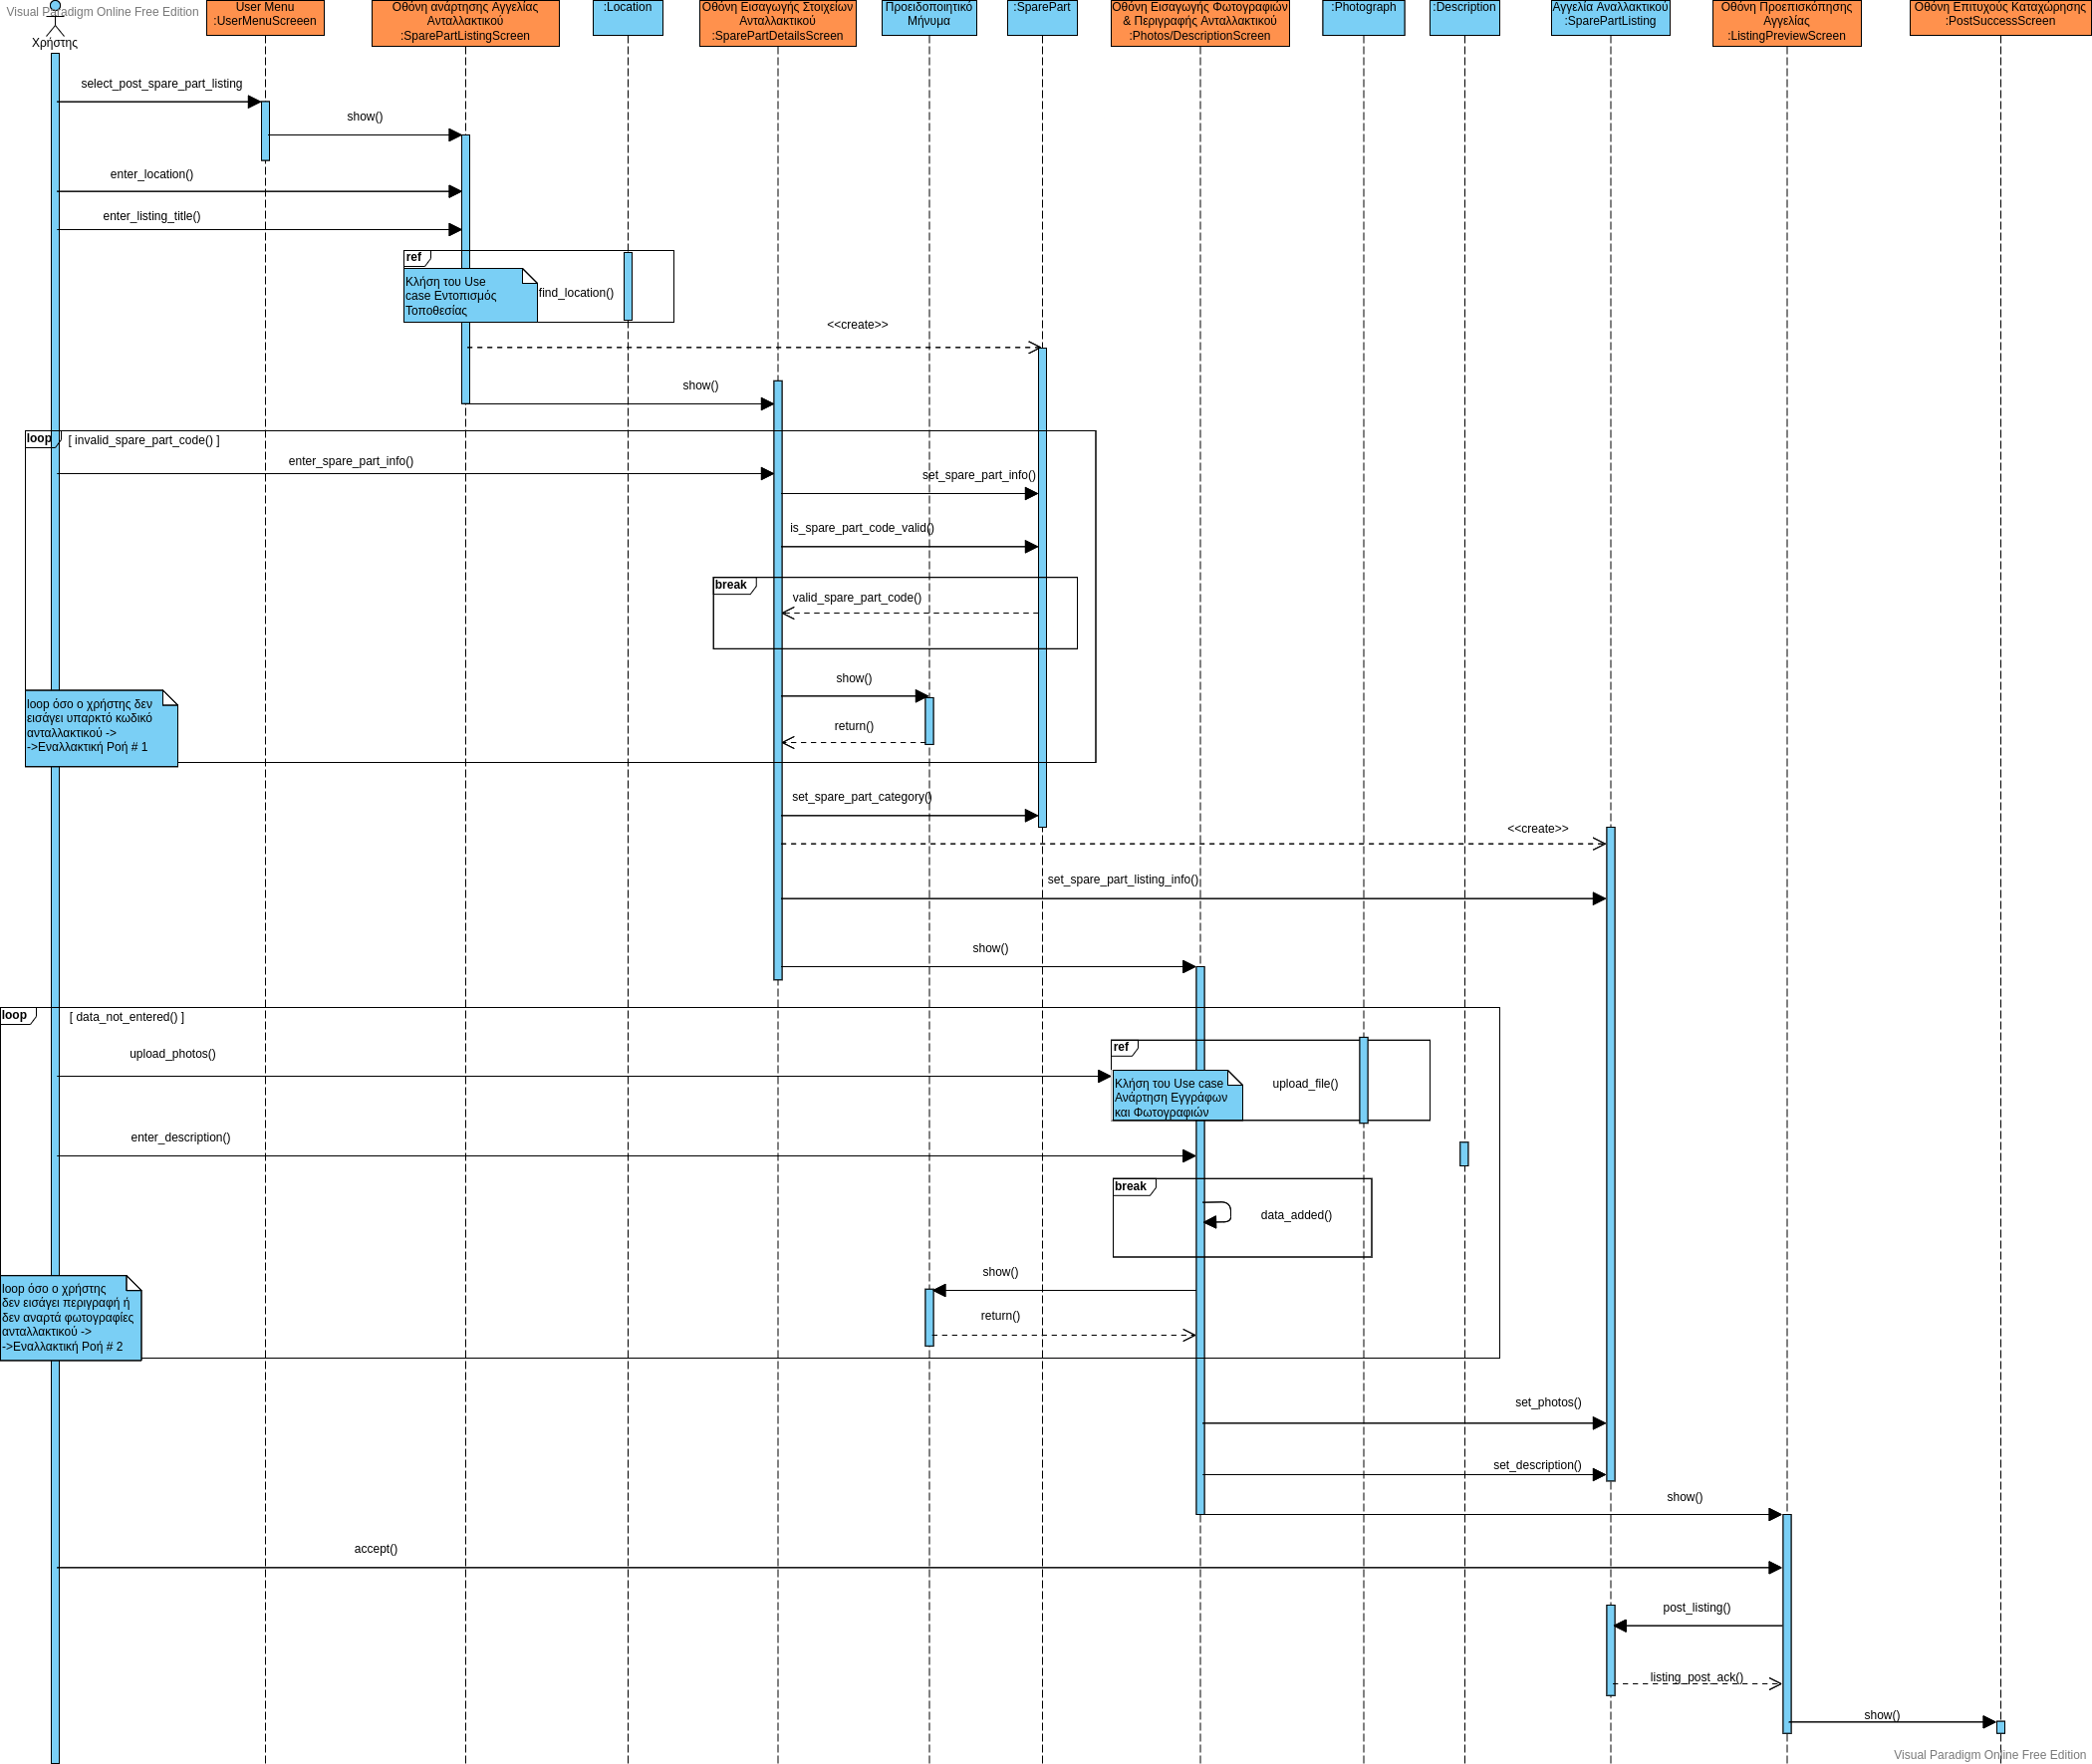 Visual Paradigm Online Free Edition
Χρήστης
User Menu
:UserMenuScreeen
Οθόνη ανάρτησης Αγγελίας
Ανταλλακτικού
:SparePartListingScreen
:Location
Οθόνη Εισαγωγής Στοιχείων
Ανταλλακτικού
:SparePartDetailsScreen
Προειδοποιητικό
Μήνυμα
:SparePart
Οθόνη Εισαγωγής Φωτογραφιών
& Περιγραφής Ανταλλακτικού
:Photos/DescriptionScreen
:Photograph
:Description
Αγγελία Αναλλακτικού
:SparePartListing
Οθόνη Προεπισκόπησης
Αγγελίας
:ListingPreviewScreen
Οθόνη Επιτυχούς Καταχώρησης
:PostSuccessScreen
select_post_spare_part_listing
show()
enter_location()
enter_listing_title()
ref
Κλήση του Use
case Εντοπισμός
Τοποθεσίας
find_location()
<<create>>
show()
loop
[ invalid_spare_part_code() ]
enter_spare_part_info()
set_spare_part_info()
is_spare_part_code_valid()
break
valid_spare_part_code()
show()
return()
loop όσο ο χρήστης δεν
εισάγει υπαρκτό κωδικό
ανταλλακτικού ->
->Εναλλακτική Ροή # 1
set_spare_part_category()
<<create>>
set_spare_part_listing_info()
show()
loop
[ data_not_entered() ]
upload_photos()
ref
Κλήση του Use case
Ανάρτηση Εγγράφων
και Φωτογραφιών
upload_file()
enter_description()
break
data_added()
show()
return()
loop όσο ο χρήστης
δεν εισάγει περιγραφή ή
δεν αναρτά φωτογραφίες
ανταλλακτικού ->
->Εναλλακτική Ροή # 2
set_photos()
set_description()
show()
accept()
post_listing()
listing_post_ack()
show()
Visual Paradigm Online Free Edition